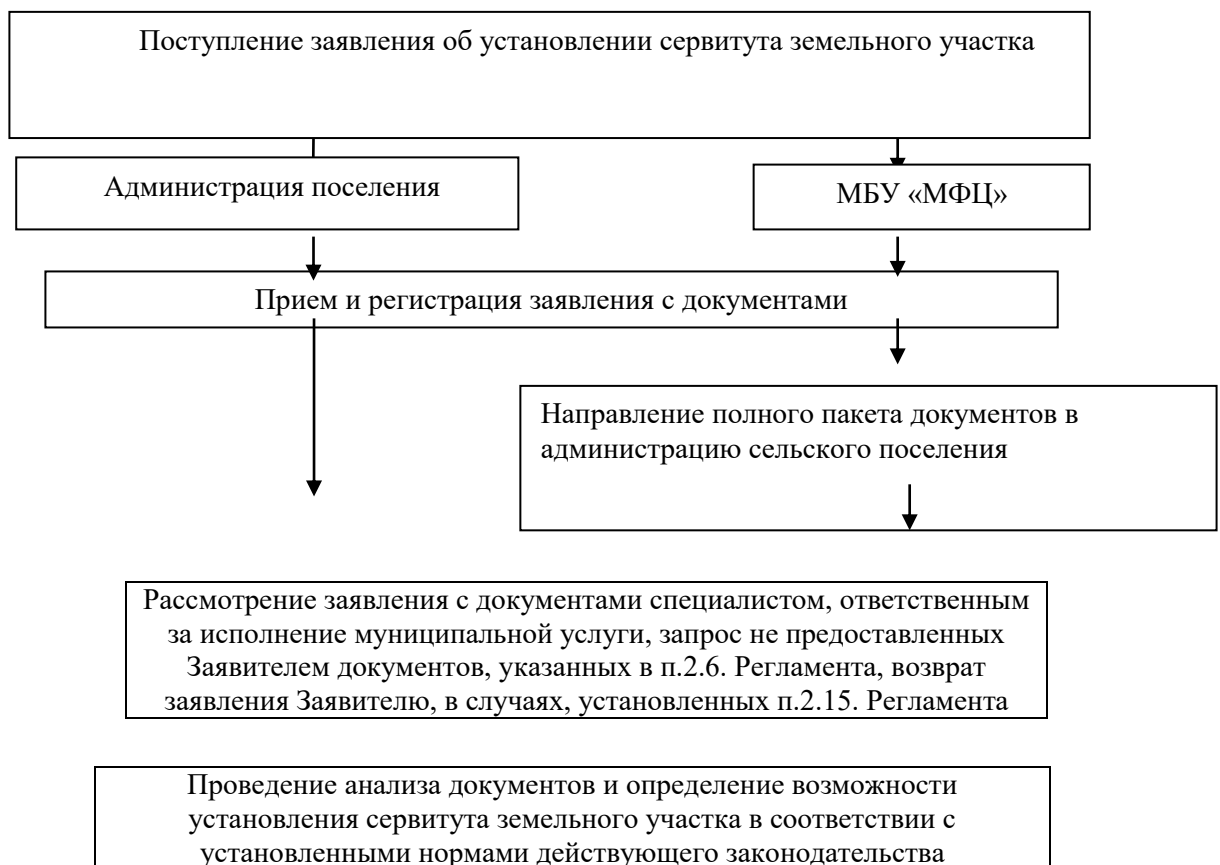 Поступление заявления об установлении сервитута земельного участка
Администрация поселения
МБУ «МФЦ»
Прием и регистрация заявления с документами
Направление полного пакета документов в
администрацию сельского поселения
Рассмотрение заявления с документами специалистом, ответственным
за исполнение муниципальной услуги, запрос не предоставленных
Заявителем документов, указанных в п.2.6. Регламента, возврат
заявления Заявителю, в случаях, установленных п.2.15. Регламента
Проведение анализа документов и определение возможности
установления сервитута земельного участка в соответствии с
установленными нормами действующего законодательства